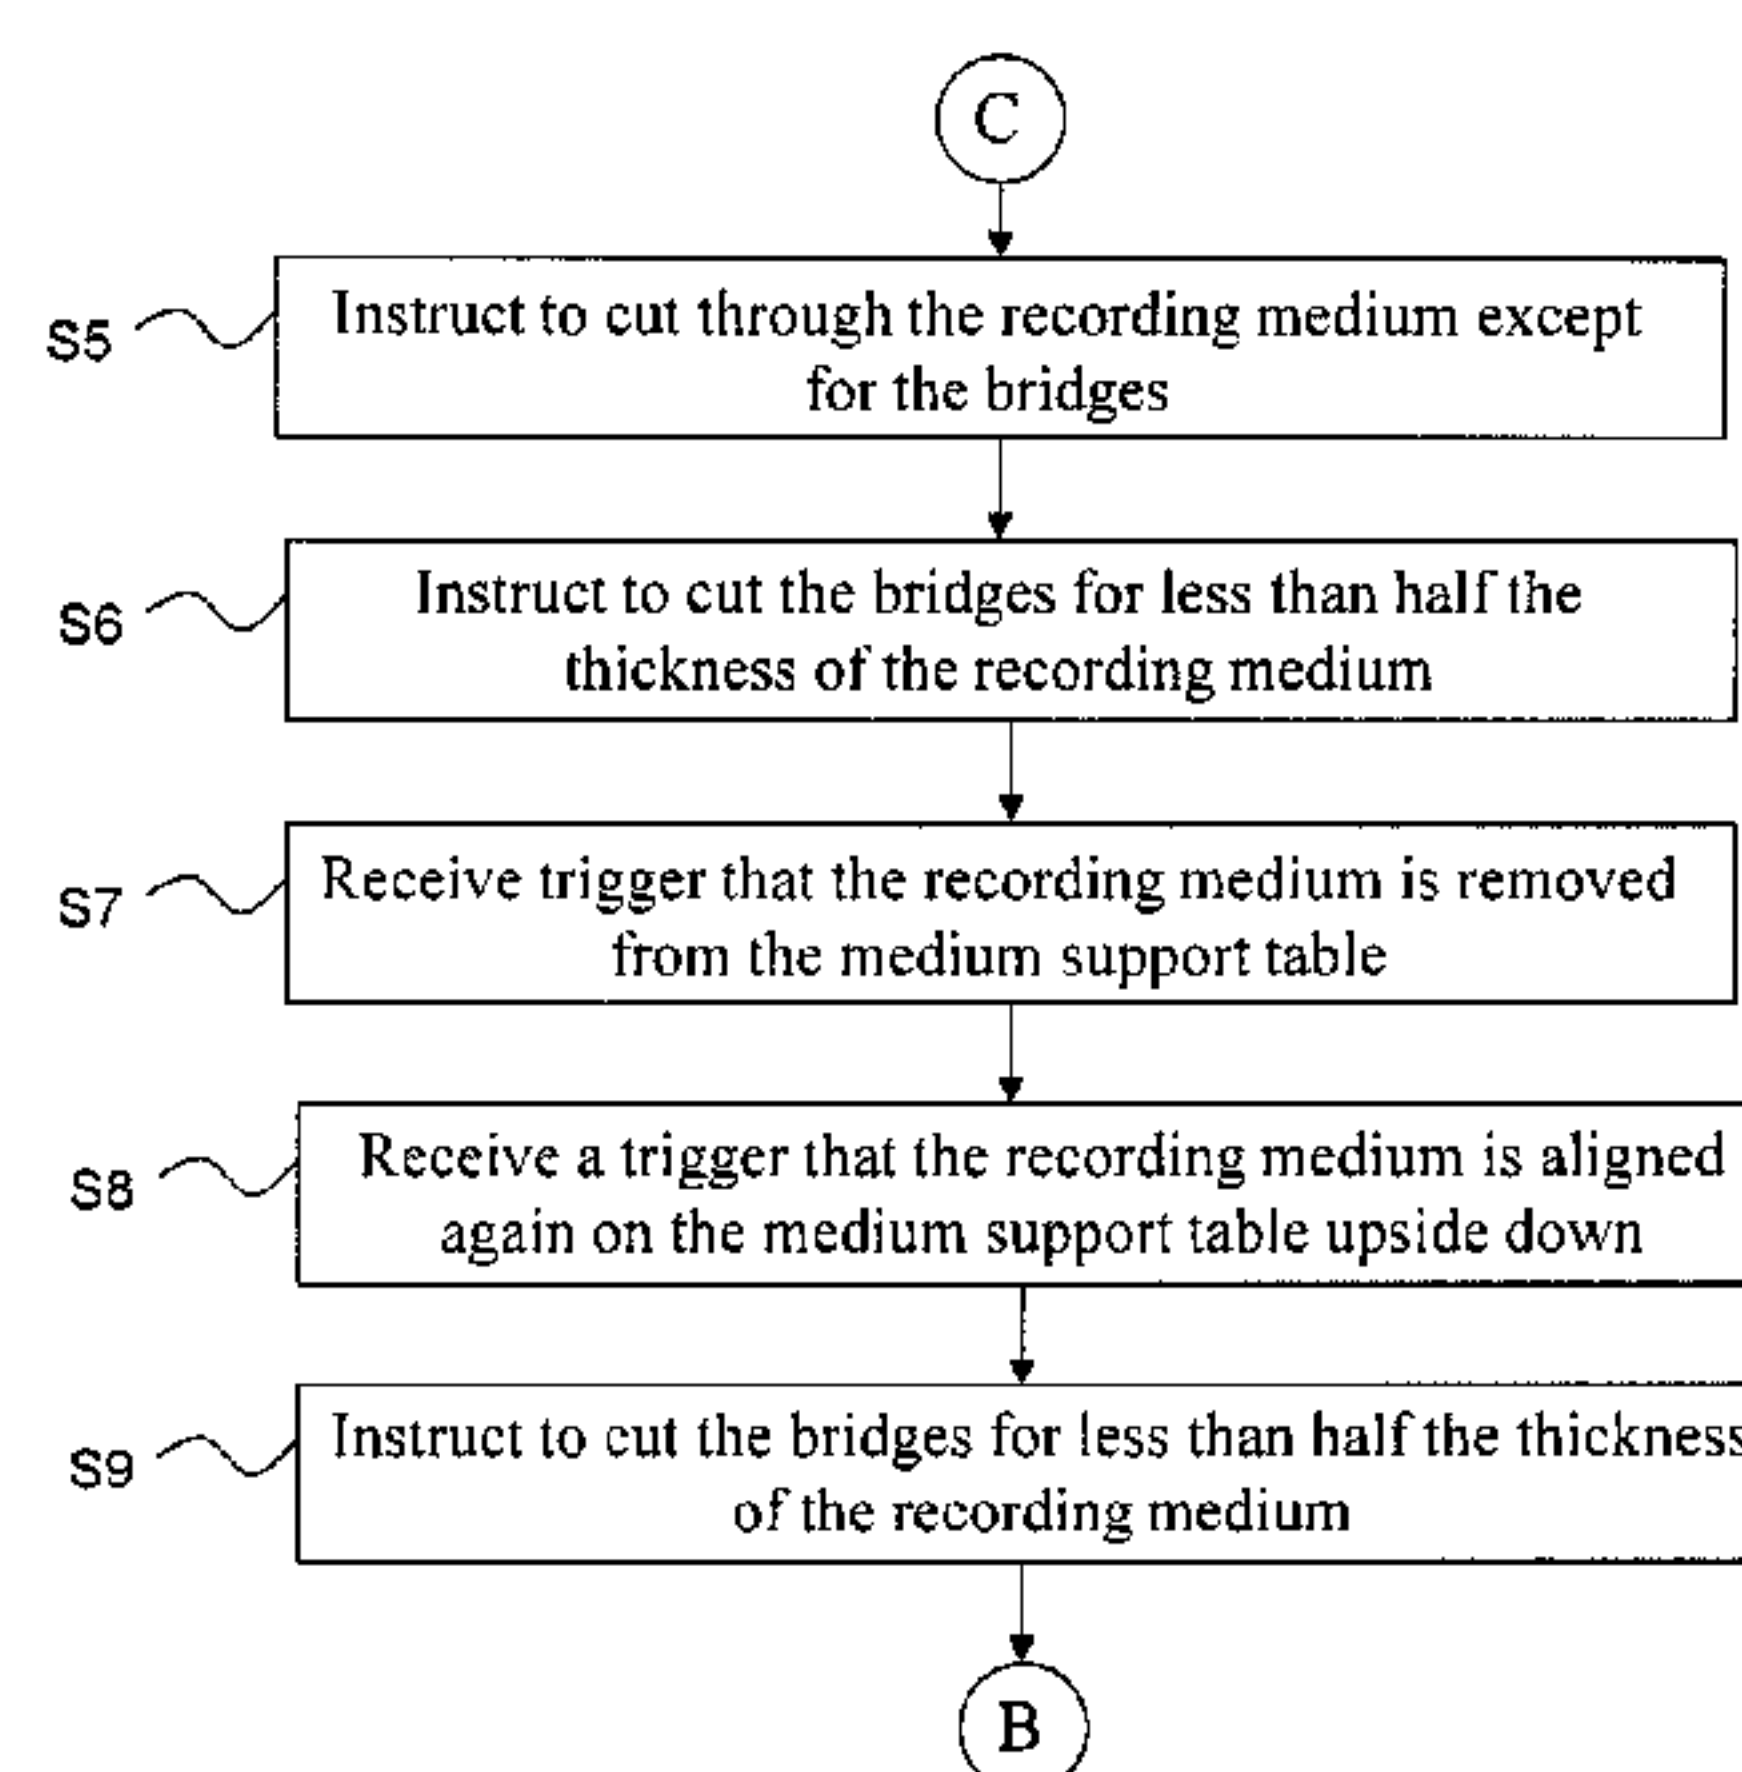 C
S5
Instruct to cut through the recording medium except
for the bridges
S6
Instruct to cut the bridges for less than half the
thickness of the recording medium
S7
Receive trigger that the recording medium is removed
from the medium support table
S8
Receive a trigger that the recording medium is aligned
again on the medium support table upside down
S9
Instruct to cut the bridges for less than half the thickness
of the recording medium
B